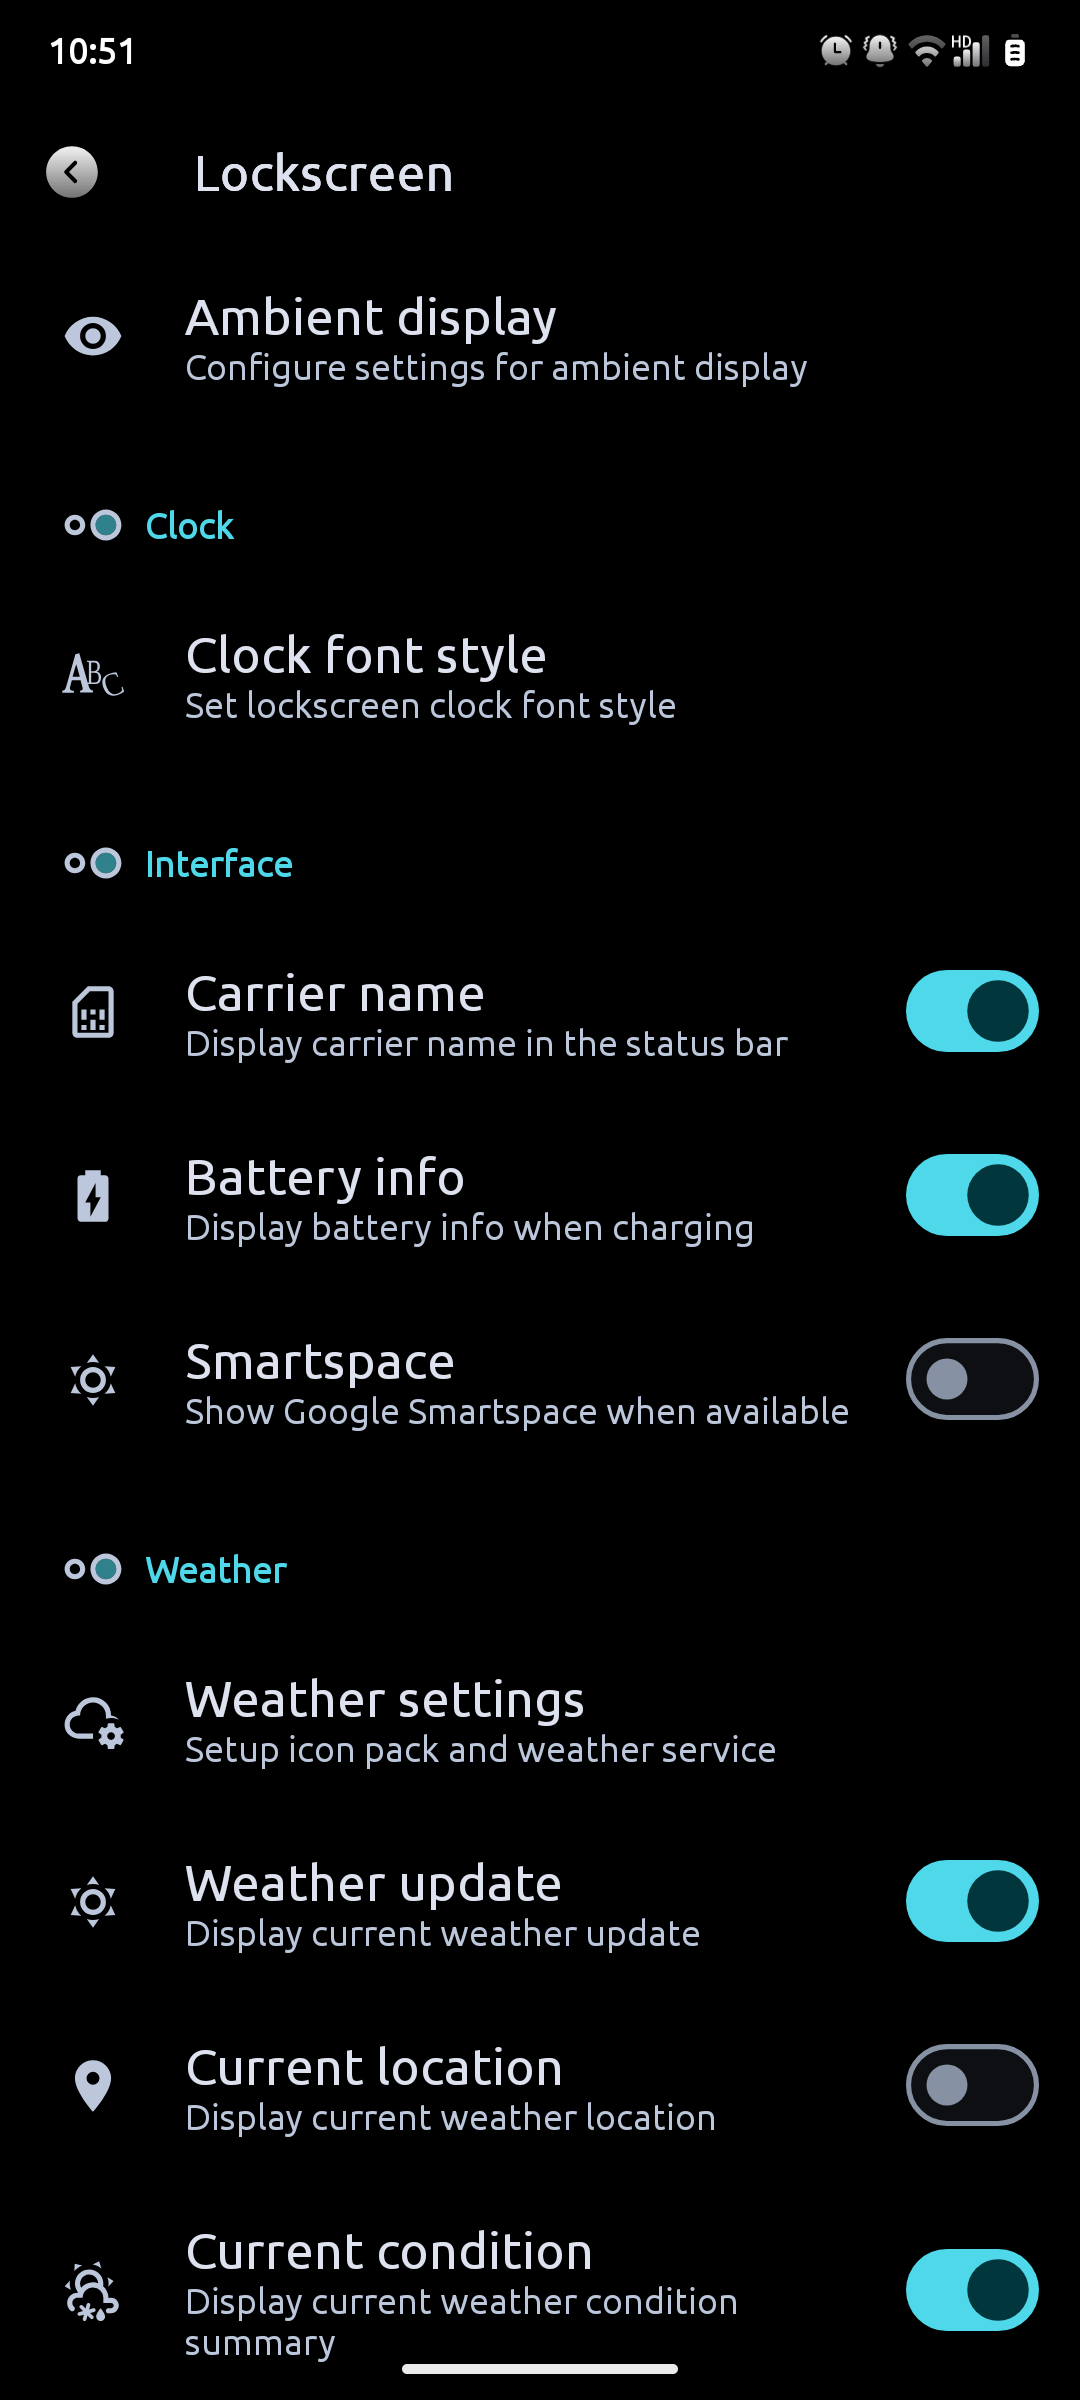 10:51
HD
Lockscreen
Ambient display
Configure settings for ambient display
Clock
ABC
Clock font style
Set lockscreen clock font style
Interface
Carrier name
Display carrier name in the status bar
Battery info
Display battery info when charging
Smartspace
Show Google Smartspace when available
Weather
Weather settings
Setup icon pack and weather service
Weather update
Display current weather update
Current location
Display current weather location
Current condition
Display current weather condition
summary